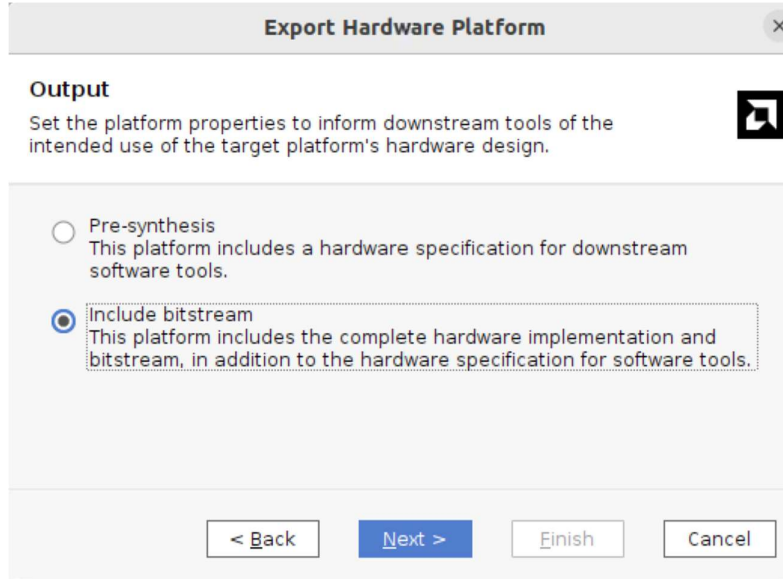 Export Hardware Platform
Output
Set the platform properties to inform downstream tools of the
intended use of the target platform's hardware design.
Pre-synthesis
This platform includes a hardware specification for downstream
software tools.
Include bitstream
This platform includes the complete hardware implementation and
bitstream, in addition to the hardware specification for software tools.
< Back
Next >
Finish
Cancel